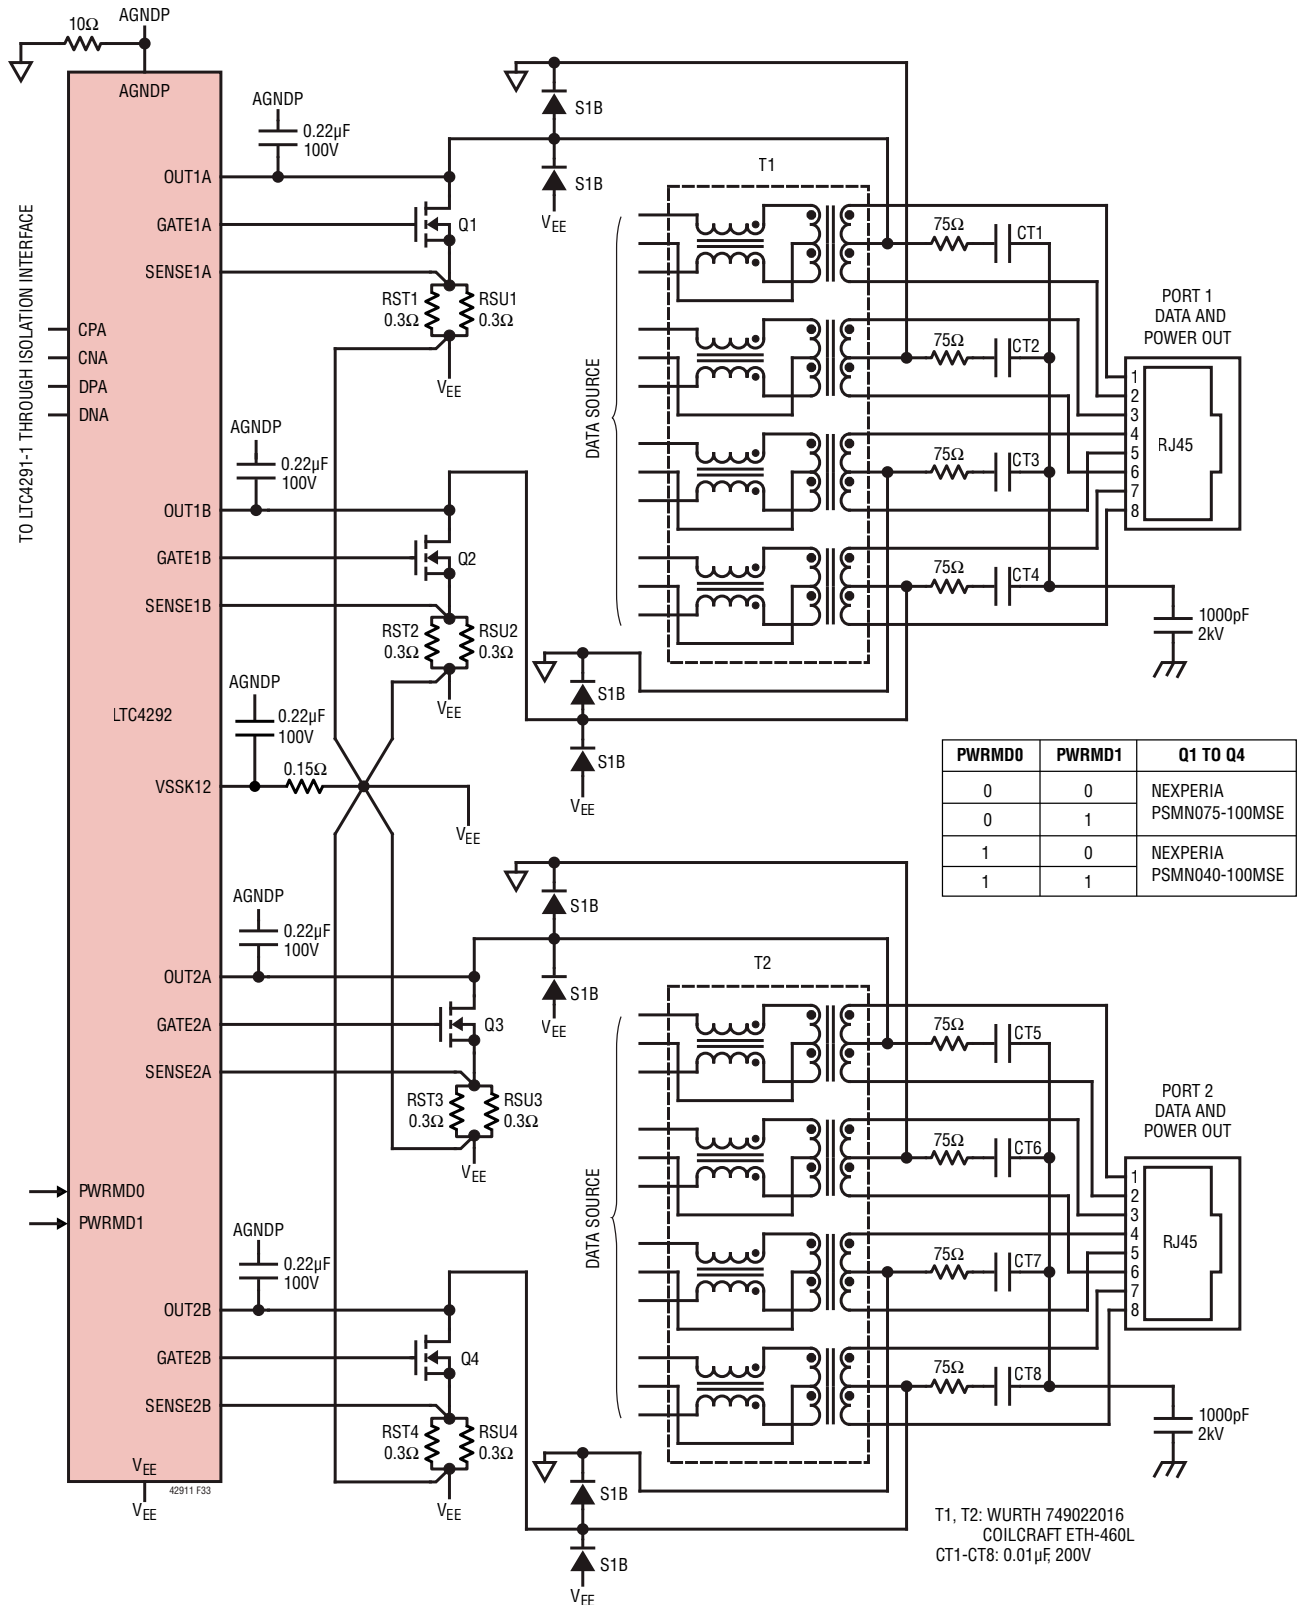 AGNDP
10Ω
AGNDP
AGNDP
0.22µF
100V
OUT1A
GATE1A
Q1
SENSE1A
RST1
0.3Ω
RSU1
0.3Ω
VEE
TO LTC4291-1 THROUGH ISOLATION INTERFACE
CPA
CNA
DPA
DNA
AGNDP
0.22µF
100V
OUT1B
GATE1B
Q2
SENSE1B
RST2
0.3Ω
RSU2
0.3Ω
VEE
AGNDP
0.22µF
100V
LTC4292
0.15Ω
VSSK12
VEE
AGNDP
0.22µF
100V
OUT2A
GATE2A
Q3
SENSE2A
RST3
0.3Ω
RSU3
0.3Ω
VEE
PWRMD0
PWRMD1
AGNDP
0.22µF
100V
OUT2B
GATE2B
Q4
SENSE2B
RST4
0.3Ω
RSU4
0.3Ω
VEE
VEE
42911 F33
VEE
S1B
S1B
VEE
T1
DATA SOURCE
75Ω
CT1
75Ω
CT2
75Ω
CT3
75Ω
CT4
PORT 1
DATA AND
POWER OUT
1
2
3
4
5
6
7
8
RJ45
1000pF
2kV
S1B
S1B
VEE
PWRMD0 PWRMD1 Q1 TO Q4
0 0 NEXPERIA
0 1 PSMN075-100MSE
1 0 NEXPERIA
1 1 PSMN040-100MSE
S1B
S1B
VEE
T2
DATA SOURCE
75Ω
CT5
75Ω
CT6
75Ω
CT7
75Ω
CT8
PORT 2
DATA AND
POWER OUT
1
2
3
4
5
6
7
8
RJ45
1000pF
2kV
S1B
S1B
VEE
T1, T2: WURTH 749022016
COILCRAFT ETH-460L
CT1-CT8: 0.01µF, 200V